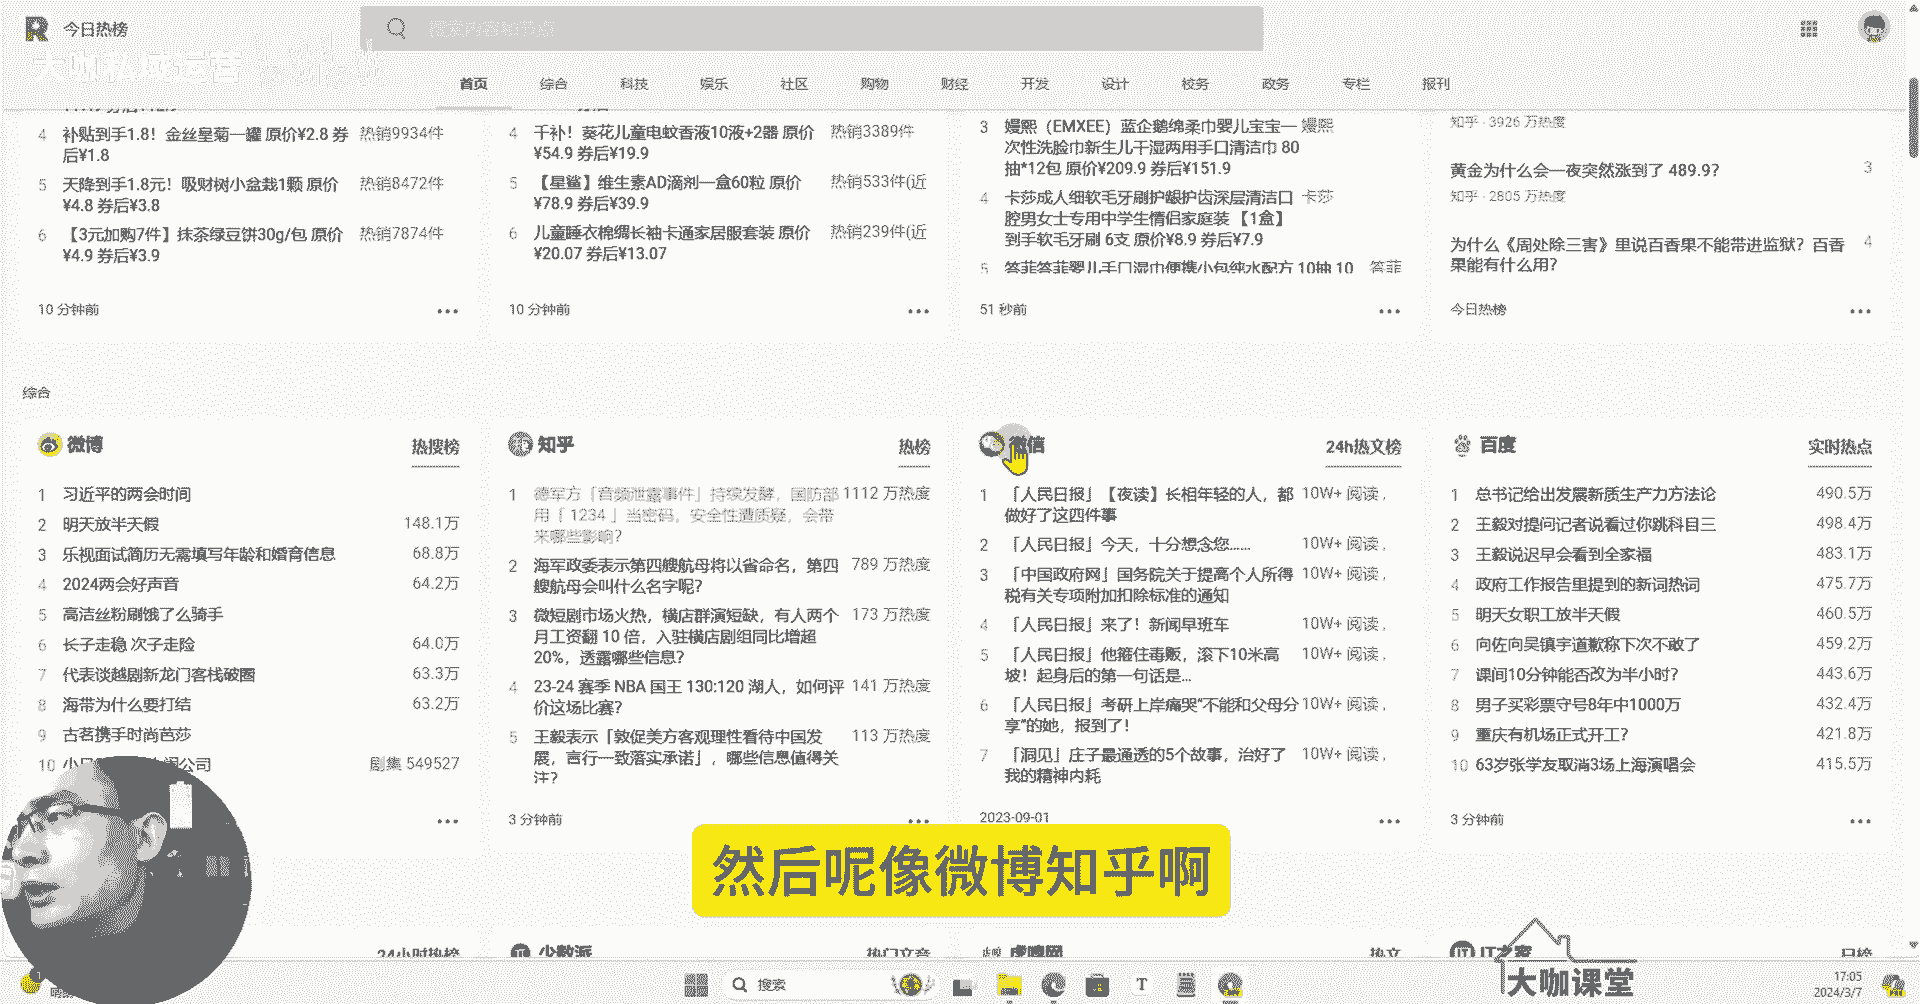 今日热榜
搜索内容和节点
大咖私域运营
首页 综合 科技 娱乐 社区 购物 财经 开发 设计 校务 政务 专栏 报刊
4 补贴到手1.8！金丝皇菊一罐 原价¥2.8 券后¥1.8 热销9934件
5 天降到手1.8元！吸财树小盆栽1颗 原价¥4.8 券后¥3.8 热销8472件
6 【3元加购7件】抹茶绿豆饼30g/包 原价¥4.9 券后¥3.9 热销7874件
10 分钟前
4 千补！葵花儿童电蚊香液10液+2器 原价¥54.9 券后¥19.9 热销3389件
5 【星鲨】维生素AD滴剂一盒60粒 原价¥78.9 券后¥39.9 热销533件(近
6 儿童睡衣棉绸长袖卡通家居服套装 原价¥20.07 券后¥13.07 热销239件(近
10 分钟前
3 嫚熙（EMXEE）蓝企鹅绵柔巾婴儿宝宝一次性洗脸巾新生儿干湿两用手口清洁巾 80抽*12包 原价¥209.9 券后¥151.9 嫚熙
4 卡莎成人细软毛牙刷护龈护齿深层清洁口腔男女士专用中学生情侣家庭装 【1盒】到手软毛牙刷 6支 原价¥8.9 券后¥7.9 卡莎
5 答菲答菲婴儿手口湿巾便携小包纯水配方 10抽 10 答菲
51 秒前
知乎 · 3926 万热度
黄金为什么会一夜突然涨到了 489.9？ 3
知乎 · 2805 万热度
为什么《周处除三害》里说百香果不能带进监狱？百香果能有什么用？ 4
今日热榜
综合
微博 热搜榜
1 习近平的两会时间
2 明天放半天假 148.1万
3 乐视面试简历无需填写年龄和婚育信息 68.8万
4 2024两会好声音 64.2万
5 高洁丝粉刷饿了么骑手
6 长子走稳 次子走险 64.0万
7 代表谈越剧新龙门客栈破圈 63.3万
8 海带为什么要打结 63.2万
9 古茗携手时尚芭莎
10 公司 剧集 549527
知乎 热榜
1 德军方「音频泄露事件」持续发酵，国防部用「 1234 」当密码，安全性遭质疑，会带来哪些影响？ 1112 万热度
2 海军政委表示第四艘航母将以省命名，第四艘航母会叫什么名字呢？ 789 万热度
3 微短剧市场火热，横店群演短缺，有人两个月工资翻 10 倍，入驻横店剧组同比增超 20%，透露哪些信息？ 173 万热度
4 23-24 赛季 NBA 国王 130:120 湖人，如何评价这场比赛？ 141 万热度
5 王毅表示「敦促美方客观理性看待中国发展，言行一致落实承诺」，哪些信息值得关注？ 113 万热度
3 分钟前
微信 24h热文榜
1 「人民日报」【夜读】长相年轻的人，都做好了这四件事 10W+ 阅读 ,
2 「人民日报」今天，十分想念您…… 10W+ 阅读 ,
3 「中国政府网」国务院关于提高个人所得税有关专项附加扣除标准的通知 10W+ 阅读 ,
4 「人民日报」来了！新闻早班车 10W+ 阅读 ,
5 「人民日报」他箍住毒贩，滚下10米高坡！起身后的第一句话是... 10W+ 阅读 ,
6 「人民日报」考研上岸痛哭“不能和父母分享”的她，报到了！ 10W+ 阅读 ,
7 「洞见」庄子最通透的5个故事，治好了我的精神内耗 10W+ 阅读 ,
2023-09-01
百度 实时热点
1 总书记给出发展新质生产力方法论 490.5万
2 王毅对提问记者说看过你跳科目三 498.4万
3 王毅说迟早会看到全家福 483.1万
4 政府工作报告里提到的新词热词 475.7万
5 明天女职工放半天假 460.5万
6 向佐向吴镇宇道歉称下次不敢了 459.2万
7 课间10分钟能否改为半小时？ 443.6万
8 男子买彩票守号8年中1000万 432.4万
9 重庆有机场正式开工？ 421.8万
10 63岁张学友取消3场上海演唱会 415.5万
3 分钟前
然后呢像微博知乎啊
24小时热榜
少数派 热门文章
虎嗅网 热文
IT之家 日榜
大咖课堂
搜索
17:05
2024/3/7